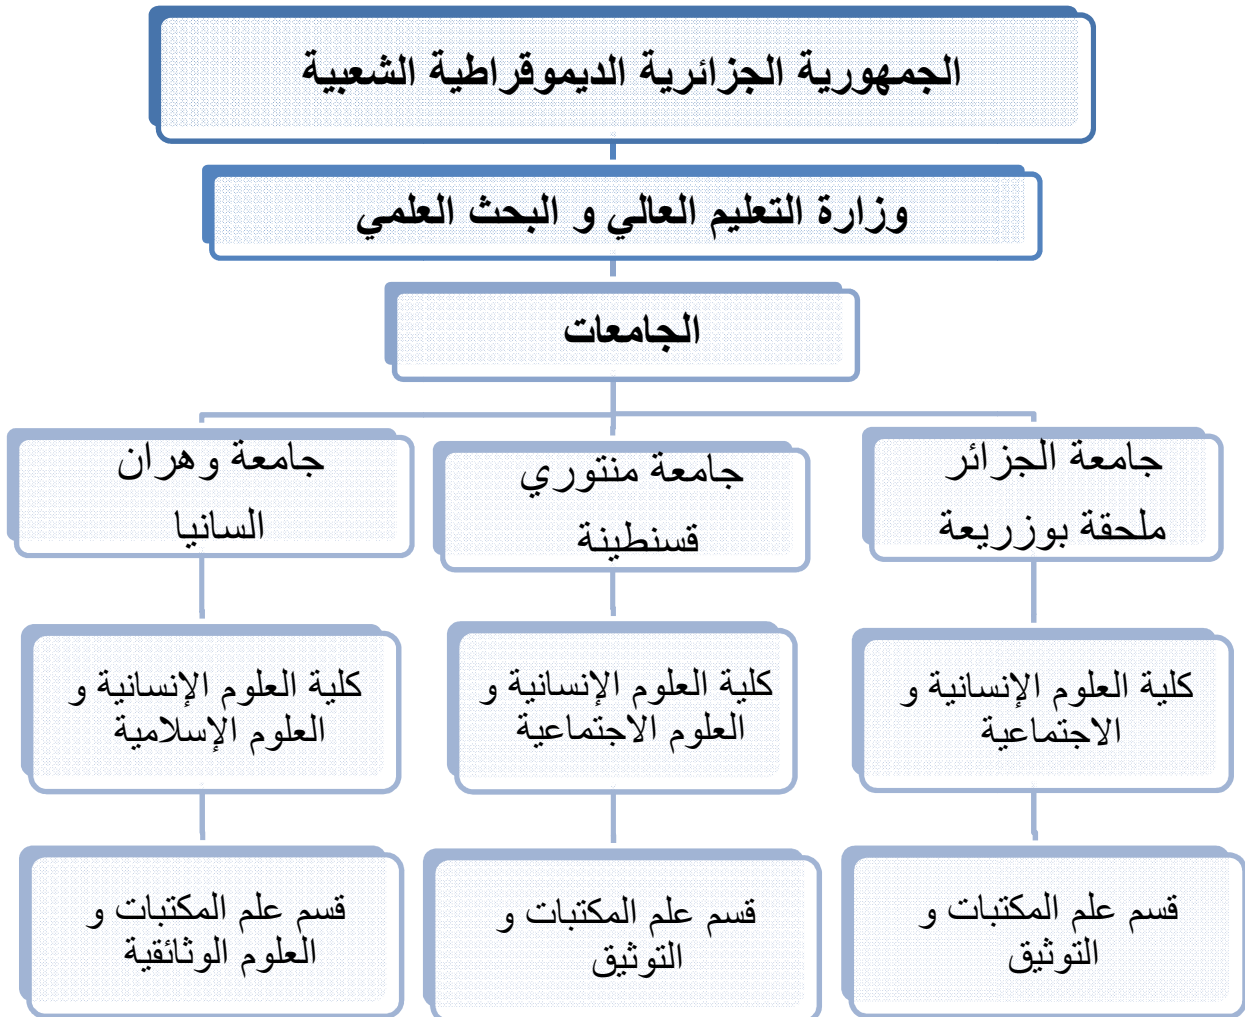 الجمهورية الجزائرية الديموقراطية الشعبية
وزارة التعليم العالي و البحث العلمي
الجامعات
جامعة الجزائر
ملحقة بوزريعة
جامعة منتوري
قسنطينة
جامعة وهران
السانيا
كلية العلوم الإنسانية و
الاجتماعية
كلية العلوم الإنسانية و
العلوم الاجتماعية
كلية العلوم الإنسانية و
العلوم الإسلامية
قسم علم المكتبات و
التوثيق
قسم علم المكتبات و
التوثيق
قسم علم المكتبات و
العلوم الوثائقية